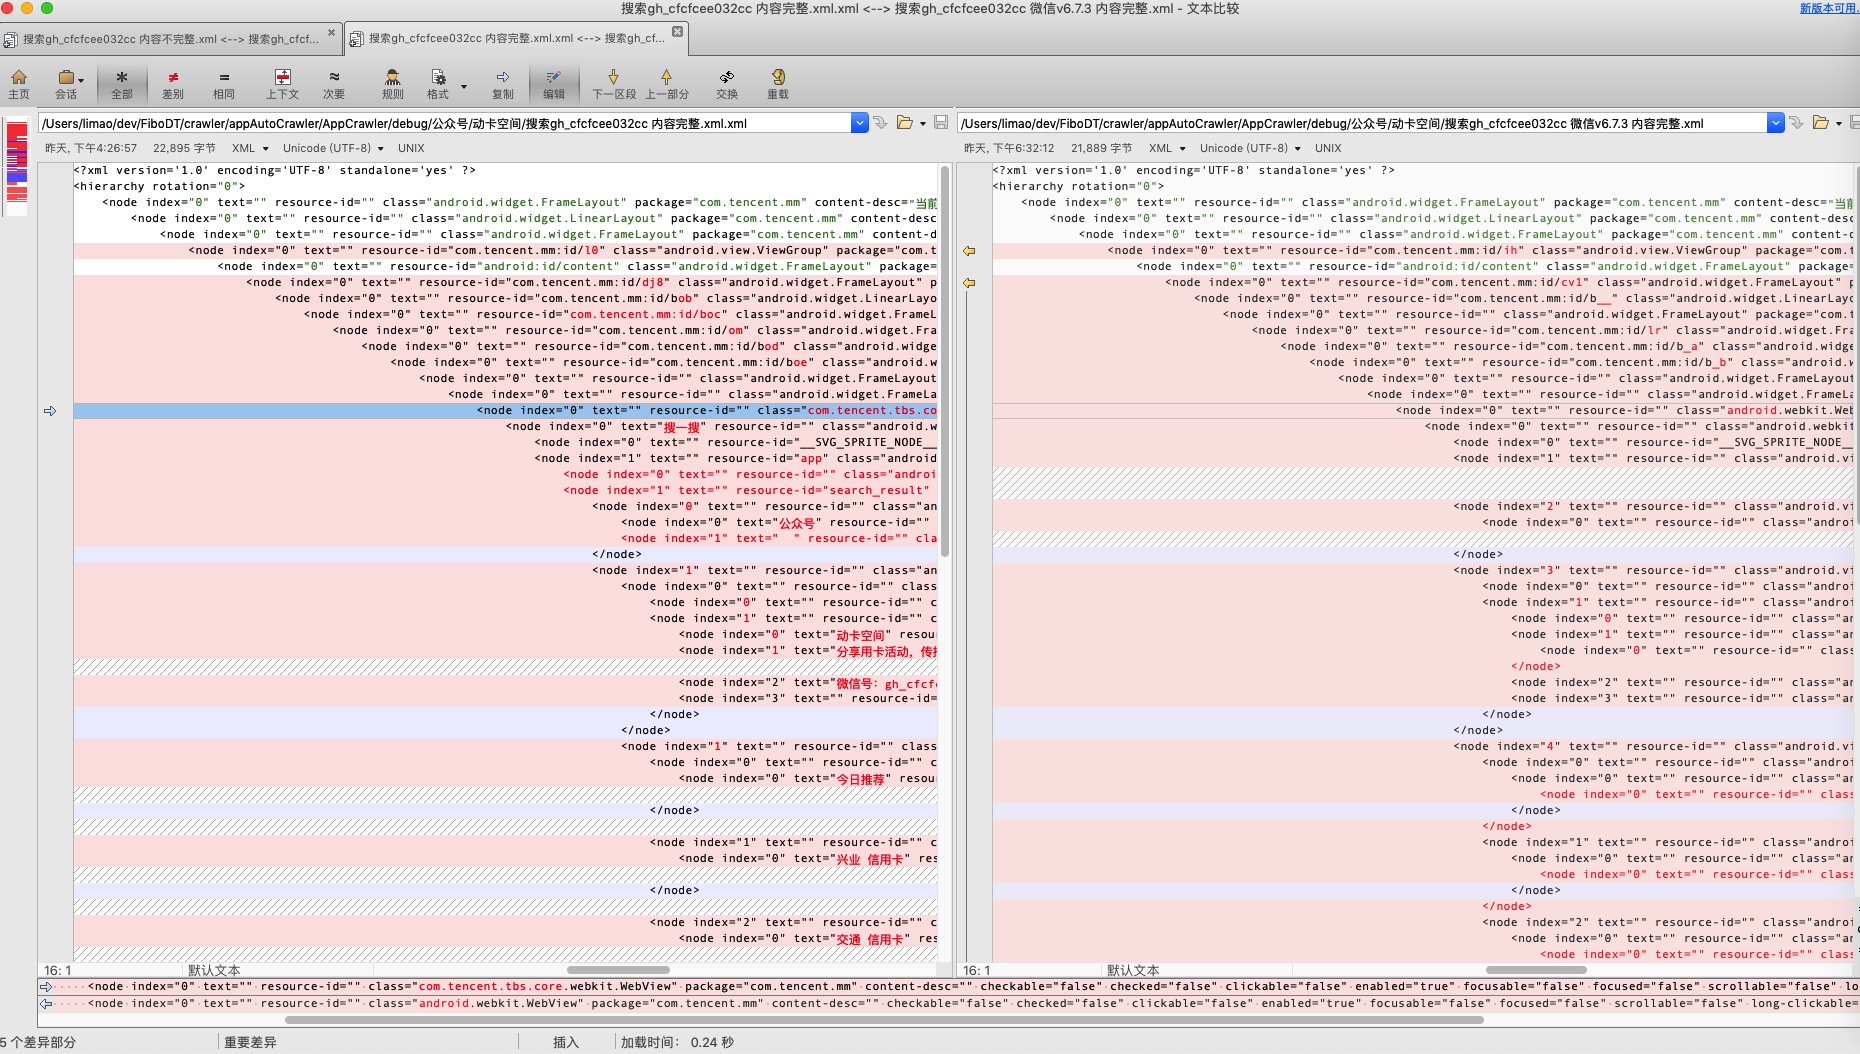 搜索gh_cfcfcee032cc 内容完整.xml.xml <--> 搜索gh_cfcfcee032cc 微信v6.7.3 内容完整.xml - 文本比较
新版本可用.
搜索gh_cfcfcee032cc 内容不完整.xml <--> 搜索gh_cfcf...
搜索gh_cfcfcee032cc 内容完整.xml.xml <--> 搜索gh_cf...
主页 会话 全部 差别 相同 上下文 次要 规则 格式 复制 编辑 下一区段 上一部分 交换 重载
/Users/limao/dev/FiboDT/crawler/appAutoCrawler/AppCrawler/debug/公众号/动卡空间/搜索gh_cfcfcee032cc 内容完整.xml.xml
昨天, 下午4:26:57 22,895 字节 XML Unicode (UTF-8) UNIX
<?xml version='1.0' encoding='UTF-8' standalone='yes' ?>
<hierarchy rotation="0">
<node index="0" text="" resource-id="" class="android.widget.FrameLayout" package="com.tencent.mm" content-desc="当前
<node index="0" text="" resource-id="" class="android.widget.LinearLayout" package="com.tencent.mm" content-desc
<node index="0" text="" resource-id="" class="android.widget.FrameLayout" package="com.tencent.mm" content-d
<node index="0" text="" resource-id="com.tencent.mm:id/l0" class="android.view.ViewGroup" package="com.t
<node index="0" text="" resource-id="android:id/content" class="android.widget.FrameLayout" package=
<node index="0" text="" resource-id="com.tencent.mm:id/dj8" class="android.widget.FrameLayout" p
<node index="0" text="" resource-id="com.tencent.mm:id/bob" class="android.widget.LinearLayo
<node index="0" text="" resource-id="com.tencent.mm:id/boc" class="android.widget.FrameL
<node index="0" text="" resource-id="com.tencent.mm:id/om" class="android.widget.Fra
<node index="0" text="" resource-id="com.tencent.mm:id/bod" class="android.widge
<node index="0" text="" resource-id="com.tencent.mm:id/boe" class="android.w
<node index="0" text="" resource-id="" class="android.widget.FrameLayout
<node index="0" text="" resource-id="" class="android.widget.FrameLa
<node index="0" text="" resource-id="" class="com.tencent.tbs.co
<node index="0" text="搜一搜" resource-id="" class="android.w
<node index="0" text="" resource-id="__SVG_SPRITE_NODE__
<node index="1" text="" resource-id="app" class="android
<node index="0" text="" resource-id="" class="androi
<node index="1" text="" resource-id="search_result"
<node index="0" text="" resource-id="" class="an
<node index="0" text="公众号" resource-id=""
<node index="1" text="  " resource-id="" cla
</node>
<node index="1" text="" resource-id="" class="an
<node index="0" text="" resource-id="" class
<node index="0" text="" resource-id="" c
<node index="1" text="" resource-id="" c
<node index="0" text="动卡空间" resou
<node index="1" text="分享用卡活动, 传
<node index="2" text="微信号: gh_cfcf
<node index="3" text="" resource-id=
</node>
</node>
<node index="1" text="" resource-id="" class
<node index="0" text="" resource-id="" c
<node index="0" text="今日推荐" resou
</node>
<node index="1" text="" resource-id="" c
<node index="0" text="兴业 信用卡" res
</node>
<node index="2" text="" resource-id="" c
<node index="0" text="交通 信用卡" res
16: 1 默认文本
/Users/limao/dev/FiboDT/crawler/appAutoCrawler/AppCrawler/debug/公众号/动卡空间/搜索gh_cfcfcee032cc 微信v6.7.3 内容完整.xml
昨天, 下午6:32:12 21,889 字节 XML Unicode (UTF-8) UNIX
<?xml version='1.0' encoding='UTF-8' standalone='yes' ?>
<hierarchy rotation="0">
<node index="0" text="" resource-id="" class="android.widget.FrameLayout" package="com.tencent.mm" content-desc="当前
<node index="0" text="" resource-id="" class="android.widget.LinearLayout" package="com.tencent.mm" content-desc
<node index="0" text="" resource-id="" class="android.widget.FrameLayout" package="com.tencent.mm" content-d
<node index="0" text="" resource-id="com.tencent.mm:id/ih" class="android.view.ViewGroup" package="com.t
<node index="0" text="" resource-id="android:id/content" class="android.widget.FrameLayout" package=
<node index="0" text="" resource-id="com.tencent.mm:id/cv1" class="android.widget.FrameLayout" p
<node index="0" text="" resource-id="com.tencent.mm:id/b__" class="android.widget.LinearLayo
<node index="0" text="" resource-id="" class="android.widget.FrameLayout" package="com.t
<node index="0" text="" resource-id="com.tencent.mm:id/lr" class="android.widget.Fra
<node index="0" text="" resource-id="com.tencent.mm:id/b_a" class="android.widge
<node index="0" text="" resource-id="com.tencent.mm:id/b_b" class="android.w
<node index="0" text="" resource-id="" class="android.widget.FrameLayout
<node index="0" text="" resource-id="" class="android.widget.FrameLa
<node index="0" text="" resource-id="" class="android.webkit.Web
<node index="0" text="" resource-id="" class="android.webkit
<node index="0" text="" resource-id="__SVG_SPRITE_NODE__
<node index="1" text="" resource-id="" class="android.vi
<node index="2" text="" resource-id="" class="android.vi
<node index="0" text="" resource-id="" class="androi
</node>
<node index="3" text="" resource-id="" class="android.vi
<node index="0" text="" resource-id="" class="androi
<node index="1" text="" resource-id="" class="androi
<node index="0" text="" resource-id="" class="an
<node index="1" text="" resource-id="" class="an
<node index="0" text="" resource-id="" class
</node>
<node index="2" text="" resource-id="" class="an
<node index="3" text="" resource-id="" class="an
</node>
</node>
<node index="4" text="" resource-id="" class="android.vi
<node index="0" text="" resource-id="" class="androi
<node index="0" text="" resource-id="" class="an
<node index="0" text="" resource-id="" class
</node>
</node>
<node index="1" text="" resource-id="" class="androi
<node index="0" text="" resource-id="" class="an
<node index="0" text="" resource-id="" class
</node>
</node>
<node index="2" text="" resource-id="" class="androi
<node index="0" text="" resource-id="" class="an
<node index="0" text="" resource-id="" class
16: 1 默认文本
<node index="0" text="" resource-id="" class="com.tencent.tbs.core.webkit.WebView" package="com.tencent.mm" content-desc="" checkable="false" checked="false" clickable="false" enabled="true" focusable="false" focused="false" scrollable="false" lo
<node index="0" text="" resource-id="" class="android.webkit.WebView" package="com.tencent.mm" content-desc="" checkable="false" checked="false" clickable="false" enabled="true" focusable="false" focused="false" scrollable="false" long-clickable=
5 个差异部分 重要差异 插入 加载时间: 0.24 秒